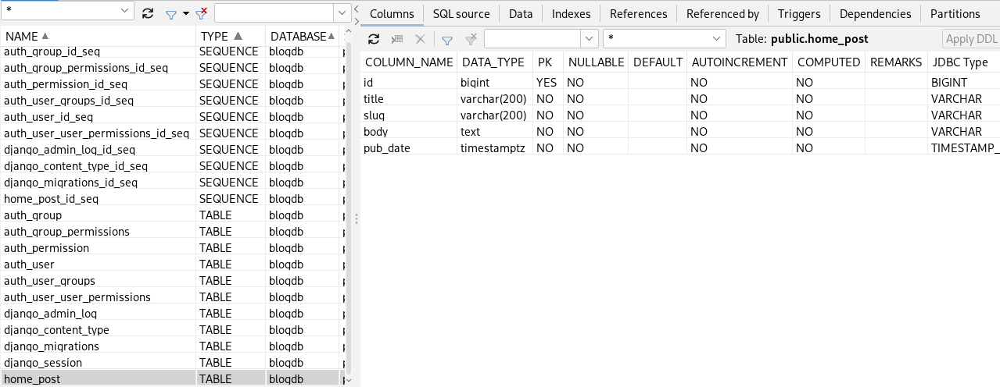 *
Columns SQL source Data Indexes References Referenced by Triggers Dependencies Partitions
* Table: public.home_post Apply DDL
NAME TYPE DATABASE
auth_group_id_seq SEQUENCE blogdb
auth_group_permissions_id_seq SEQUENCE blogdb
auth_permission_id_seq SEQUENCE blogdb
auth_user_groups_id_seq SEQUENCE blogdb
auth_user_id_seq SEQUENCE blogdb
auth_user_user_permissions_id_seq SEQUENCE blogdb
django_admin_log_id_seq SEQUENCE blogdb
django_content_type_id_seq SEQUENCE blogdb
django_migrations_id_seq SEQUENCE blogdb
home_post_id_seq SEQUENCE blogdb
auth_group TABLE blogdb
auth_group_permissions TABLE blogdb
auth_permission TABLE blogdb
auth_user TABLE blogdb
auth_user_groups TABLE blogdb
auth_user_user_permissions TABLE blogdb
django_admin_log TABLE blogdb
django_content_type TABLE blogdb
django_migrations TABLE blogdb
django_session TABLE blogdb
home_post TABLE blogdb
COLUMN_NAME DATA_TYPE PK NULLABLE DEFAULT AUTOINCREMENT COMPUTED REMARKS JDBC Type
id bigint YES NO NO NO BIGINT
title varchar(200) NO NO NO NO VARCHAR
slug varchar(200) NO NO NO NO VARCHAR
body text NO NO NO NO VARCHAR
pub_date timestamptz NO NO NO NO TIMESTAMP_